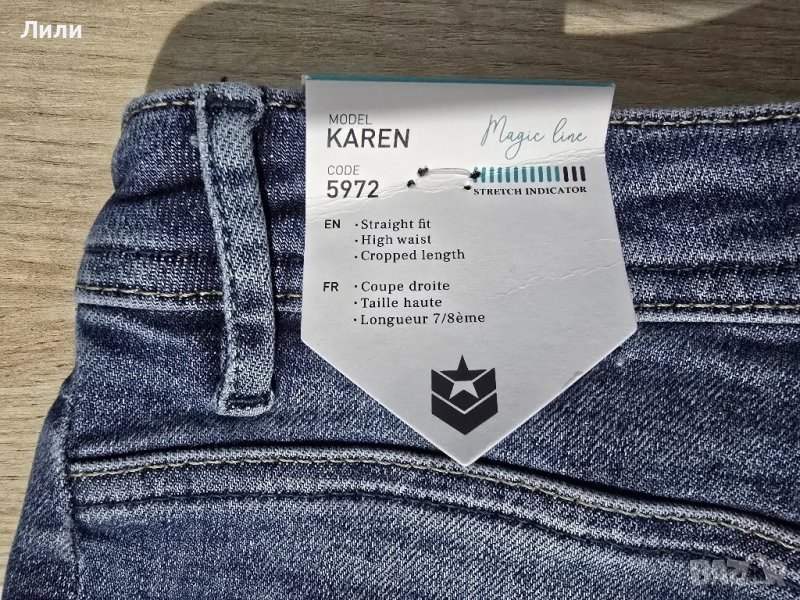 Лили
MODEL
KAREN
Magic line
CODE
5972
STRETCH INDICATOR
EN · Straight fit
· High waist
· Cropped length
FR · Coupe droite
· Taille haute
· Longueur 7/8ème